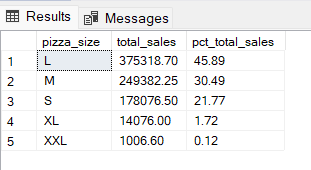 Results Messages
pizza_size total_sales pct_total_sales
1 L 375318.70 45.89
2 M 249382.25 30.49
3 S 178076.50 21.77
4 XL 14076.00 1.72
5 XXL 1006.60 0.12